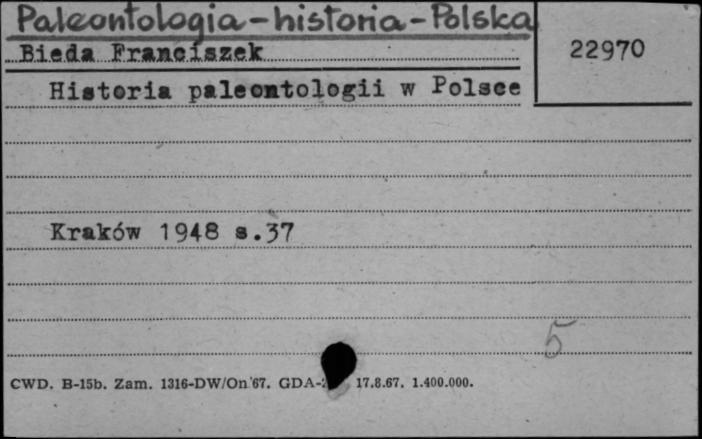 Paleontologia - historia - Polska
Bieda Franciszek
22970
Historia paleontologii w Polsce
Kraków 1948 s.37
5
CWD. B-15b. Zam. 1316-DW/On 67. GDA- 17.8.67. 1.400.000.